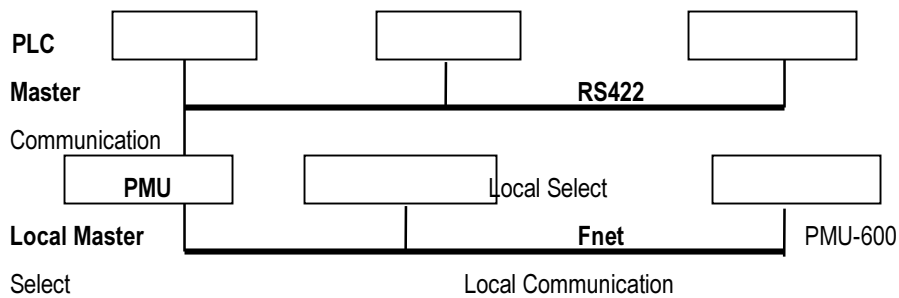 PLC
Master RS422
Communication
PMU Local Select
Local Master Fnet PMU-600
Select Local Communication